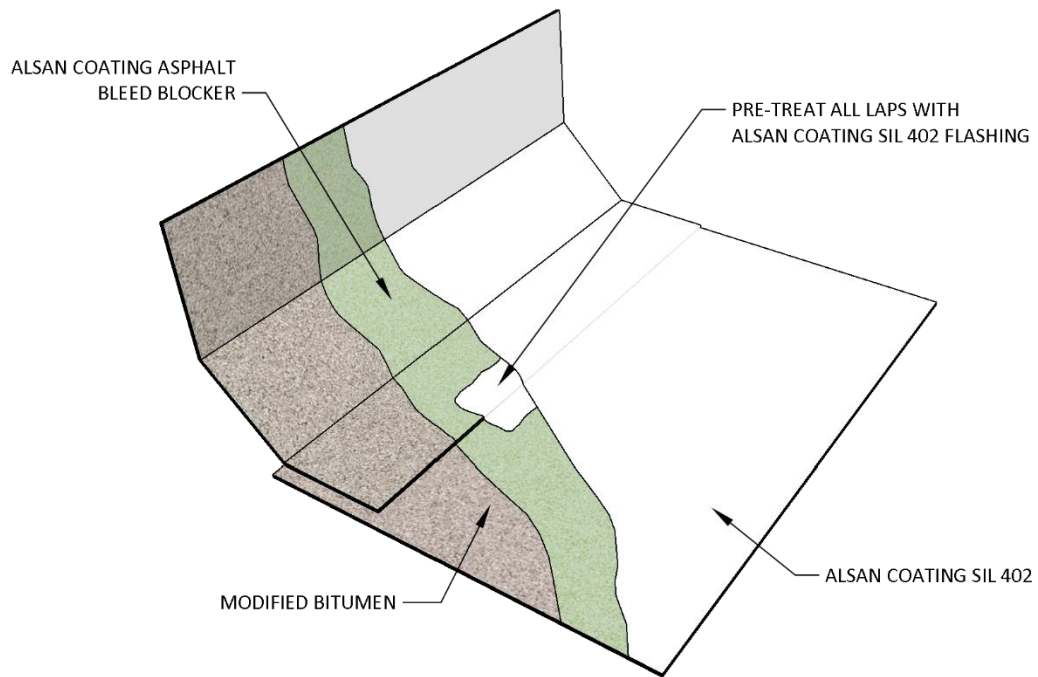 ALSAN COATING ASPHALT
BLEED BLOCKER
PRE-TREAT ALL LAPS WITH
ALSAN COATING SIL 402 FLASHING
ALSAN COATING SIL 402
MODIFIED BITUMEN